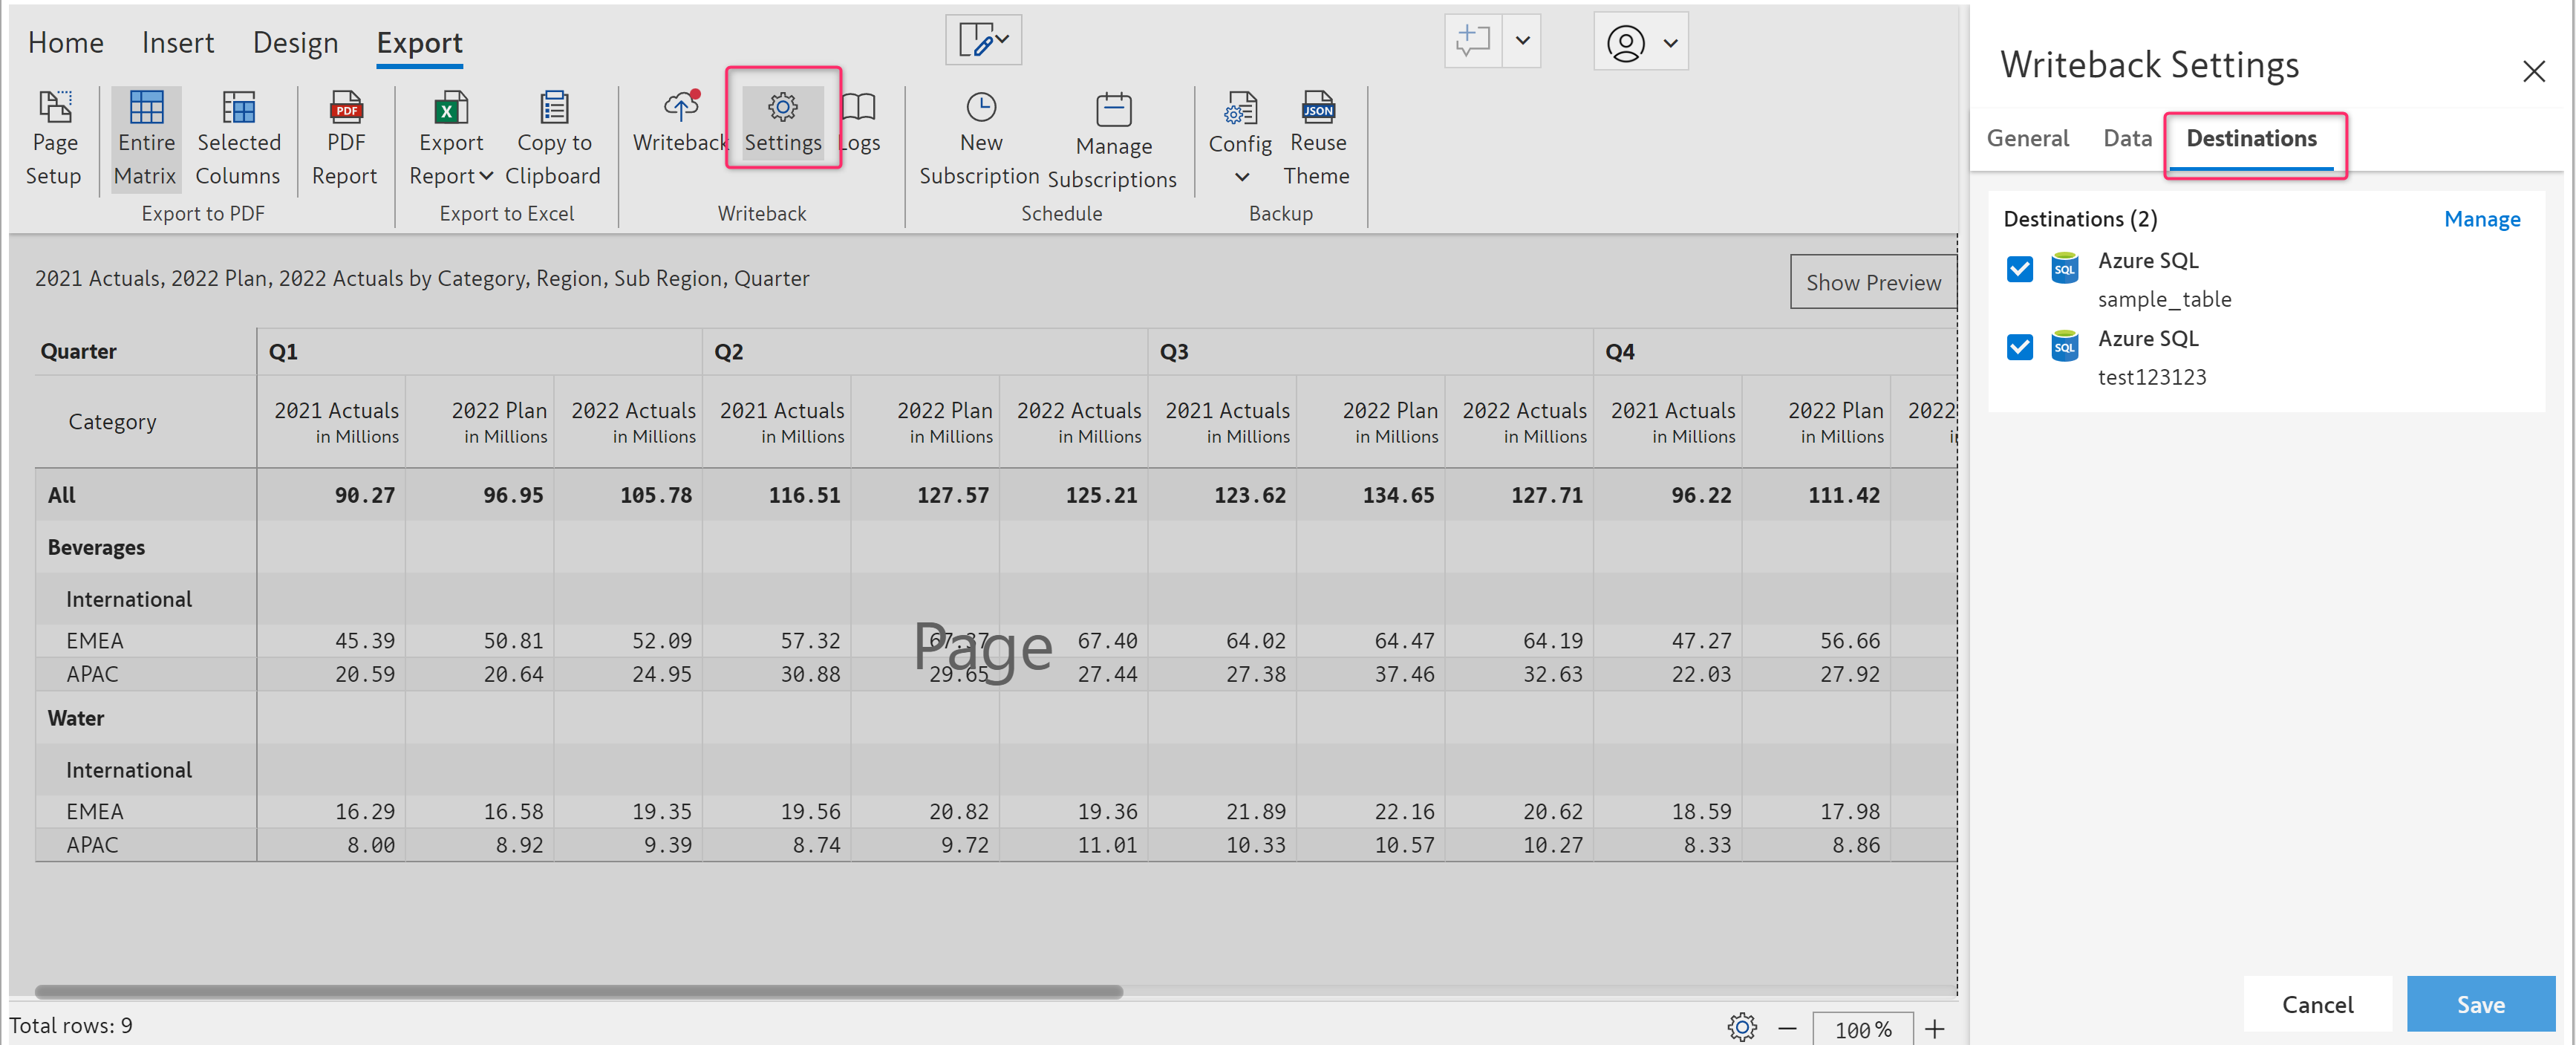 Home Insert Design Export
Page Setup
Entire Matrix
Selected Columns
Export to PDF
PDF
PDF Report
Export Report
Copy to Clipboard
Export to Excel
Writeback
Settings
Logs
Writeback
New Subscription
Manage Subscriptions
Schedule
Config
JSON
Reuse Theme
Backup
2021 Actuals, 2022 Plan, 2022 Actuals by Category, Region, Sub Region, Quarter
Show Preview
Quarter Q1 Q2 Q3 Q4
Category 2021 Actuals 2022 Plan 2022 Actuals 2021 Actuals 2022 Plan 2022 Actuals 2021 Actuals 2022 Plan 2022 Actuals 2021 Actuals 2022 Plan 2022
in Millions in Millions in Millions in Millions in Millions in Millions in Millions in Millions in Millions in Millions in Millions
All 90.27 96.95 105.78 116.51 127.57 125.21 123.62 134.65 127.71 96.22 111.42
Beverages
International
EMEA 45.39 50.81 52.09 57.32 67.37 67.40 64.02 64.47 64.19 47.27 56.66
Page
APAC 20.59 20.64 24.95 30.88 29.65 27.44 27.38 37.46 32.63 22.03 27.92
Water
International
EMEA 16.29 16.58 19.35 19.56 20.82 19.36 21.89 22.16 20.62 18.59 17.98
APAC 8.00 8.92 9.39 8.74 9.72 11.01 10.33 10.57 10.27 8.33 8.86
Total rows: 9
100 %
Writeback Settings
General Data Destinations
Destinations (2) Manage
SQL Azure SQL
sample_table
SQL Azure SQL
test123123
Cancel Save